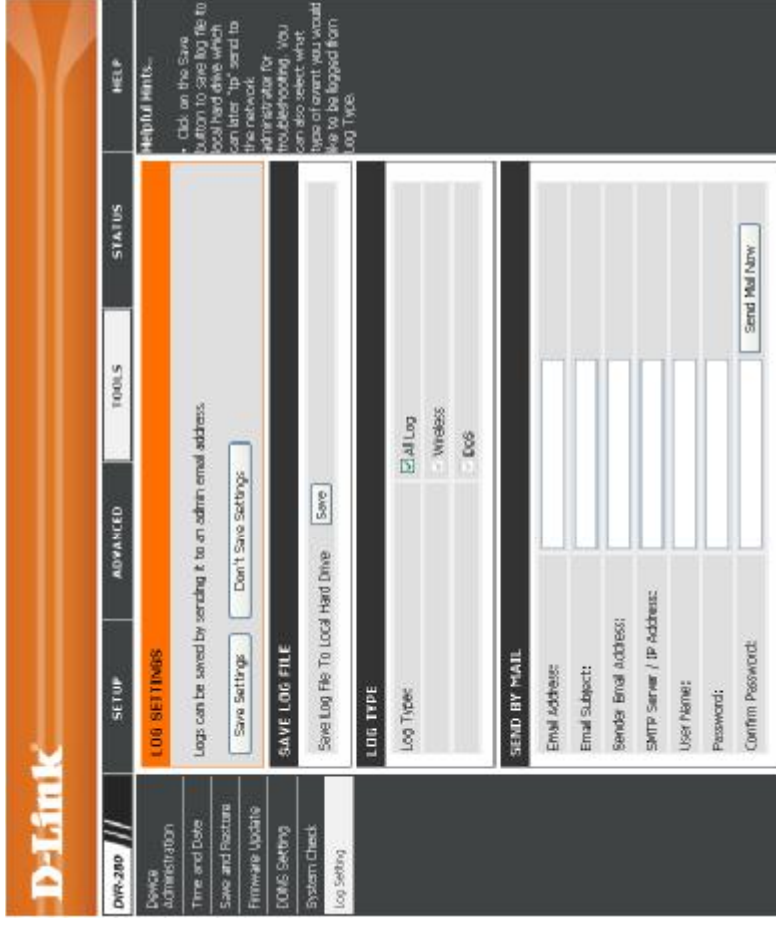 D-Link
DIR-280
SETUP
ADVANCED
TOOLS
STATUS
HELP
Device
Administration
Time and Date
Save and Restore
Firmware Update
DDNS Setting
System Check
Log Setting
LOG SETTINGS
Logs can be saved by sending it to an admin email address.
Save Settings
Don't Save Settings
SAVE LOG FILE
Save Log File To Local Hard Drive
Save
LOG TYPE
Log Type:
All Log
Wireless
DoS
SEND BY MAIL
Email Address:
Email Subject:
Sender Email Address:
SMTP Server / IP Address:
User Name:
Password:
Confirm Password:
Send Mail Now
Helpful Hints..
• Click on the Save
button to save log file to
local hard drive which
can later "tp" send to
the network
administrator for
troubleshooting. You
can also select what
type of event you would
like to be logged from
Log Type.